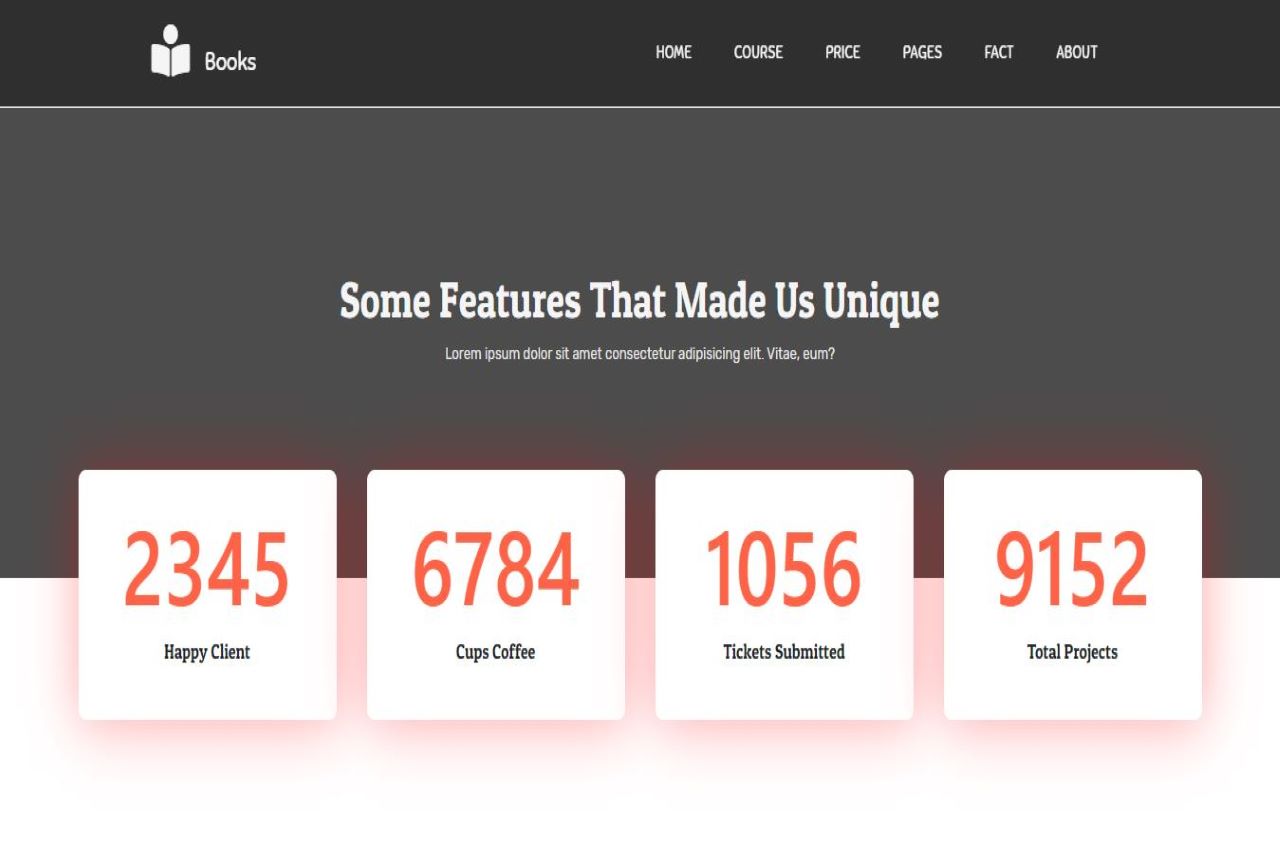 Books
HOME COURSE PRICE PAGES FACT ABOUT
Some Features That Made Us Unique
Lorem ipsum dolor sit amet consectetur adipisicing elit. Vitae, eum?
2345 6784 1056 9152
Happy Client Cups Coffee Tickets Submitted Total Projects